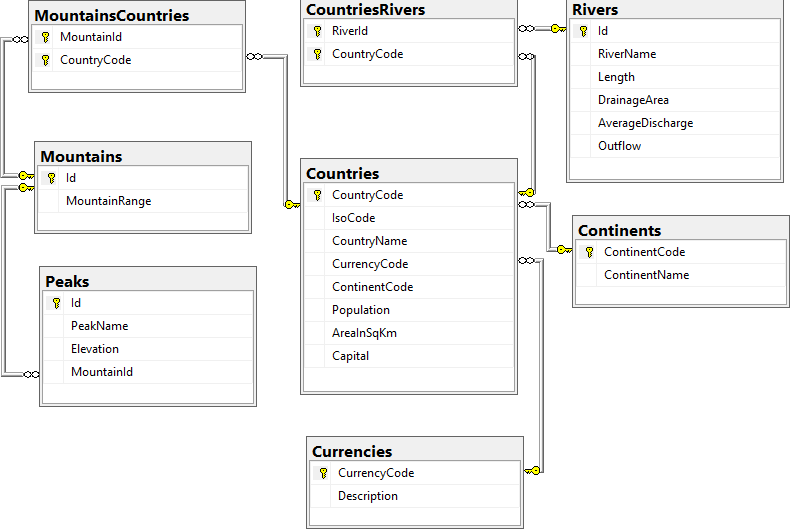 MountainsCountries
MountainId
CountryCode
CountriesRivers
RiverId
CountryCode
Rivers
Id
RiverName
Length
DrainageArea
AverageDischarge
Outflow
Mountains
Id
MountainRange
Countries
CountryCode
IsoCode
CountryName
CurrencyCode
ContinentCode
Population
AreaInSqKm
Capital
Continents
ContinentCode
ContinentName
Peaks
Id
PeakName
Elevation
MountainId
Currencies
CurrencyCode
Description